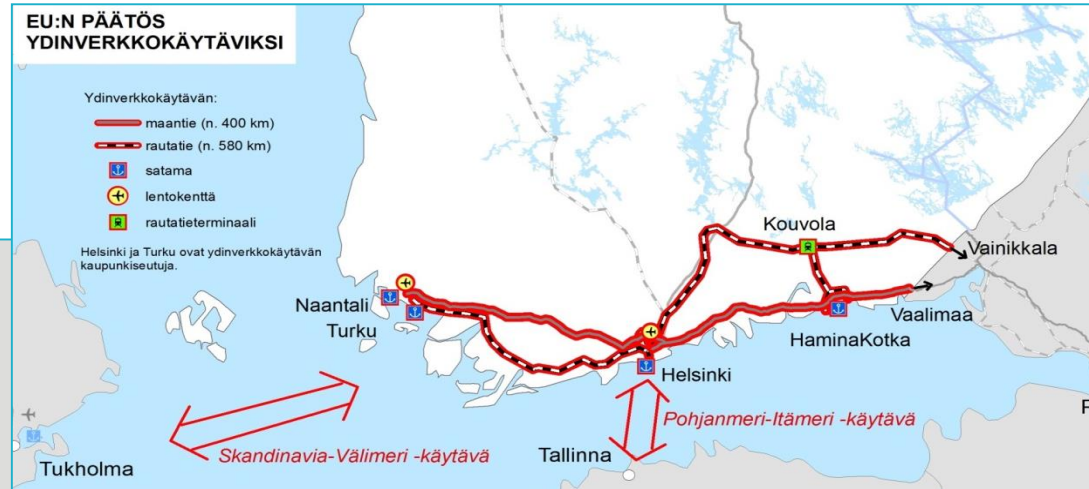 EU:N PÄÄTÖS
YDINVERKKOKÄYTÄVIKSI
Ydinverkkokäytävän:
maantie (n. 400 km)
rautatie (n. 580 km)
satama
lentokenttä
rautatieterminaali
Helsinki ja Turku ovat ydinverkkokäytävän
kaupunkiseutuja.
Kouvola
Vainikkala
Naantali
Turku
Vaalimaa
HaminaKotka
Helsinki
Pohjanmeri-Itämeri -käytävä
Skandinavia-Välimeri -käytävä
Tallinna
Tukholma